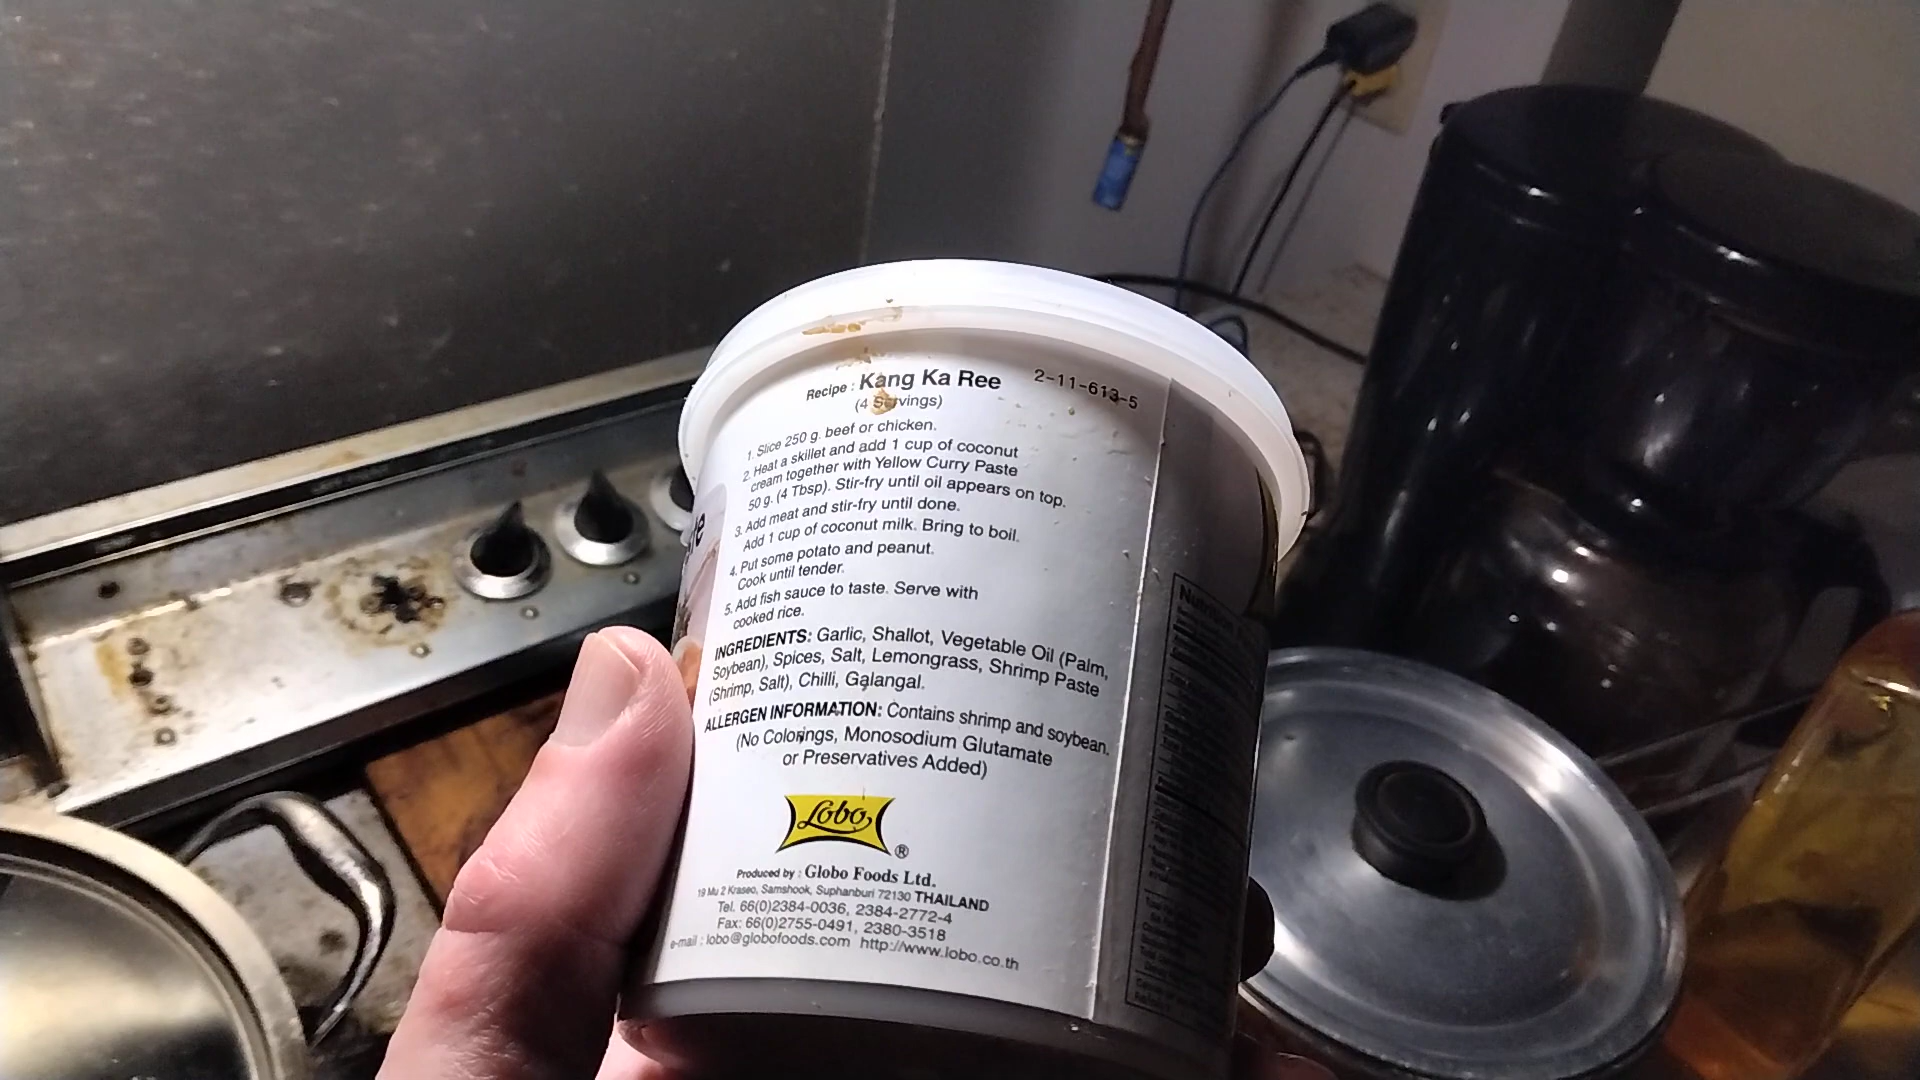 Recipe : Kang Ka Ree
2-11-613-5
(4 Servings)
1. Slice 250 g. beef or chicken.
2. Heat a skillet and add 1 cup of coconut
cream together with Yellow Curry Paste
50 g. (4 Tbsp). Stir-fry until oil appears on top.
3. Add meat and stir-fry until done.
Add 1 cup of coconut milk. Bring to boil.
4. Put some potato and peanut.
Cook until tender.
5. Add fish sauce to taste. Serve with
cooked rice.
INGREDIENTS: Garlic, Shallot, Vegetable Oil (Palm,
Soybean), Spices, Salt, Lemongrass, Shrimp Paste
(Shrimp, Salt), Chilli, Galangal.
ALLERGEN INFORMATION: Contains shrimp and soybean.
(No Colorings, Monosodium Glutamate
or Preservatives Added)
Lobo ®
Produced by : Globo Foods Ltd.
19 Mu 2 Kraseo, Samshook, Suphanburi 72130 THAILAND
Tel. 66(0)2384-0036, 2384-2772-4
Fax: 66(0)2755-0491, 2380-3518
e-mail : lobo@globofoods.com http://www.lobo.co.th